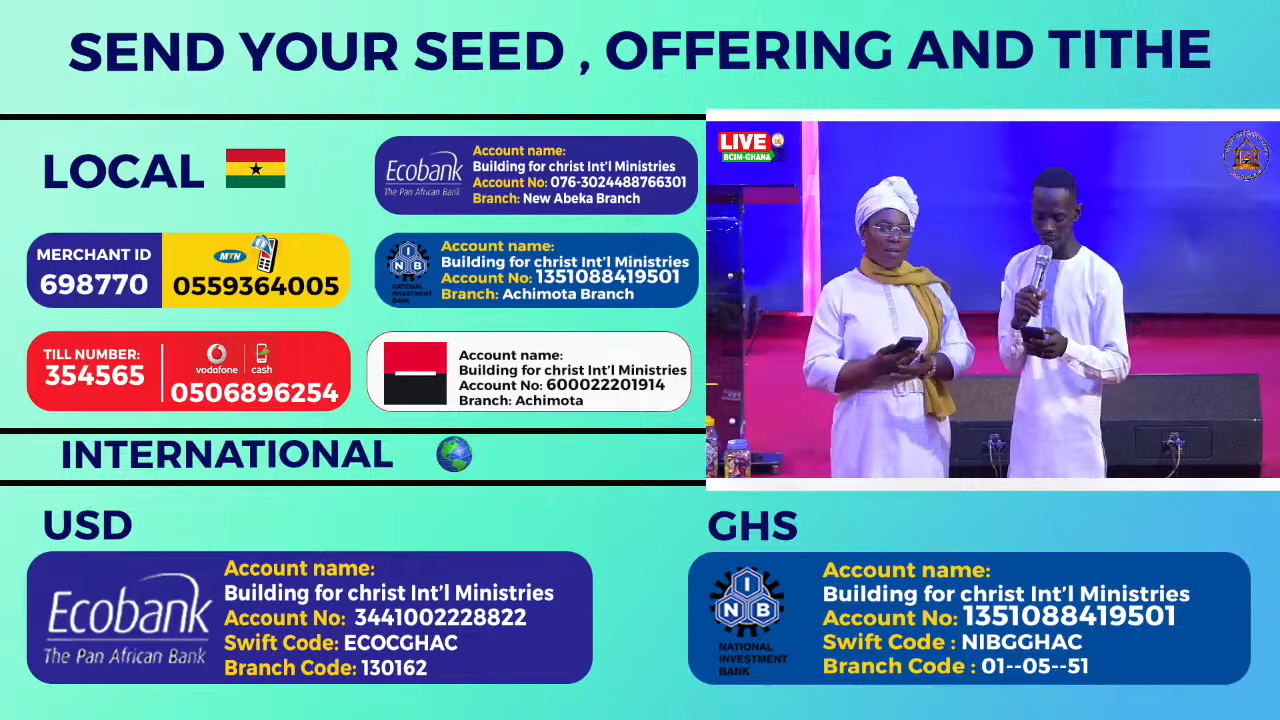 SEND YOUR SEED , OFFERING AND TITHE
LOCAL
Ecobank
The Pan African Bank
Account name:
Building for christ Int'l Ministries
Account No: 076-3024488766301
Branch: New Abeka Branch
MERCHANT ID
698770
MTN
0559364005
NIB
NATIONAL
INVESTMENT
BANK
Account name:
Building for christ Int'l Ministries
Account No: 1351088419501
Branch: Achimota Branch
TILL NUMBER:
354565
vodafone cash
0506896254
Account name:
Building for christ Int'l Ministries
Account No: 600022201914
Branch: Achimota
LIVE
BCIM-GHANA
INTERNATIONAL
USD
Ecobank
The Pan African Bank
Account name:
Building for christ Int'l Ministries
Account No: 3441002228822
Swift Code: ECOCGHAC
Branch Code: 130162
GHS
NIB
NATIONAL
INVESTMENT
BANK
Account name:
Building for christ Int'l Ministries
Account No: 1351088419501
Swift Code : NIBGGHAC
Branch Code : 01--05--51